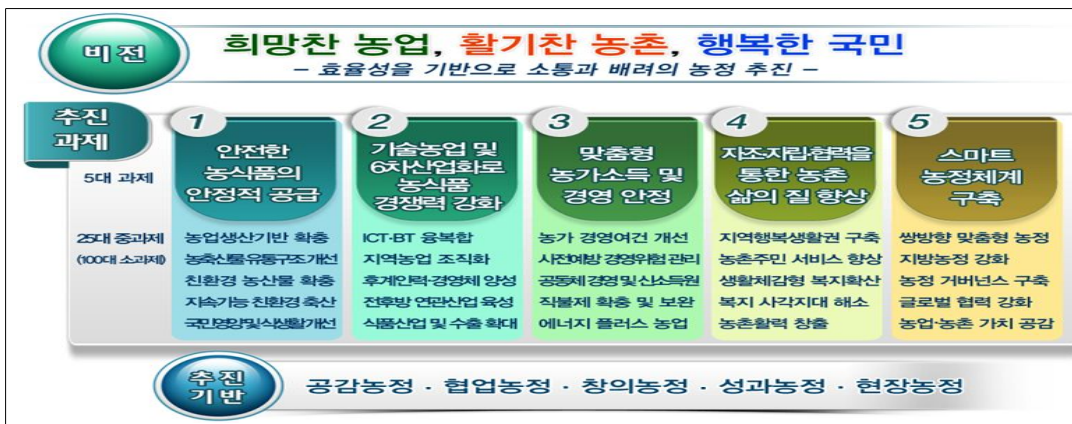 비전
희망찬 농업, 활기찬 농촌, 행복한 국민
- 효율성을 기반으로 소통과 배려의 농정 추진 -
추진
과제
5대 과제
1
안전한
농식품의
안정적 공급
2
기술농업 및
6차산업화로
농식품
경쟁력 강화
3
맞춤형
농가소득 및
경영 안정
4
자조·자립·협력을
통한 농촌
삶의 질 향상
5
스마트
농정체계
구축
25대 중과제
(100대 소과제)
농업생산기반 확충
농축산물 유통구조 개선
친환경 농산물 확충
지속가능 친환경 축산
국민영양 및 식생활 개선
ICT·BT 융복합
지역농업 조직화
후계인력·경영체 양성
전후방 연관산업 육성
식품산업 및 수출 확대
농가 경영여건 개선
사전예방 경영위험 관리
공동체 경영 및 신소득원
직불제 확충 및 보완
에너지 플러스 농업
지역행복생활권 구축
농촌주민 서비스 향상
생활체감형 복지확산
복지 사각지대 해소
농촌활력 창출
쌍방향 맞춤형 농정
지방농정 강화
농정 거버넌스 구축
글로벌 협력 강화
농업·농촌 가치 공감
추진
기반
공감농정 · 협업농정 · 창의농정 · 성과농정 · 현장농정